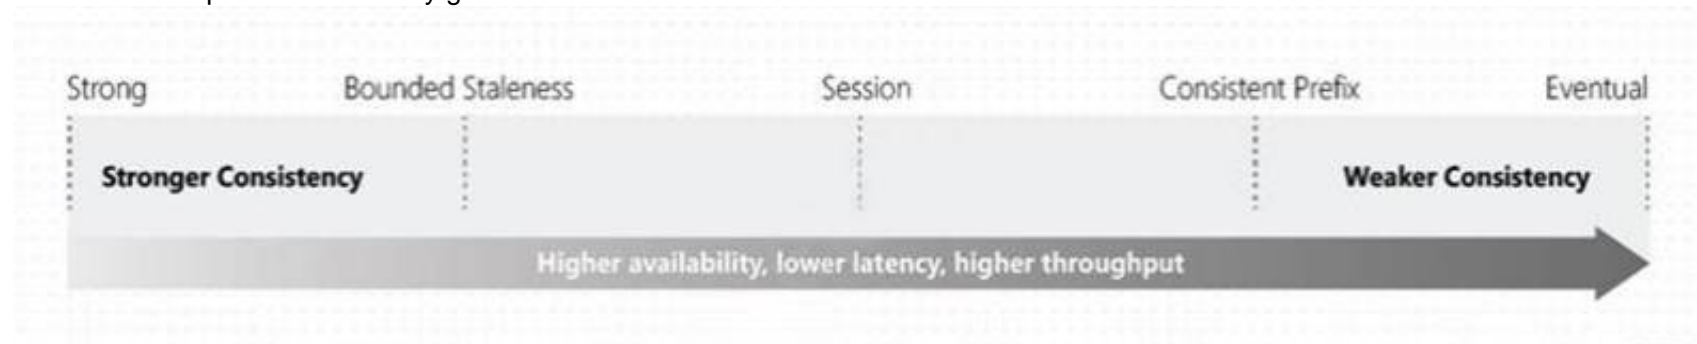 Strong Bounded Staleness Session Consistent Prefix Eventual
Stronger Consistency Weaker Consistency
Higher availability, lower latency, higher throughput